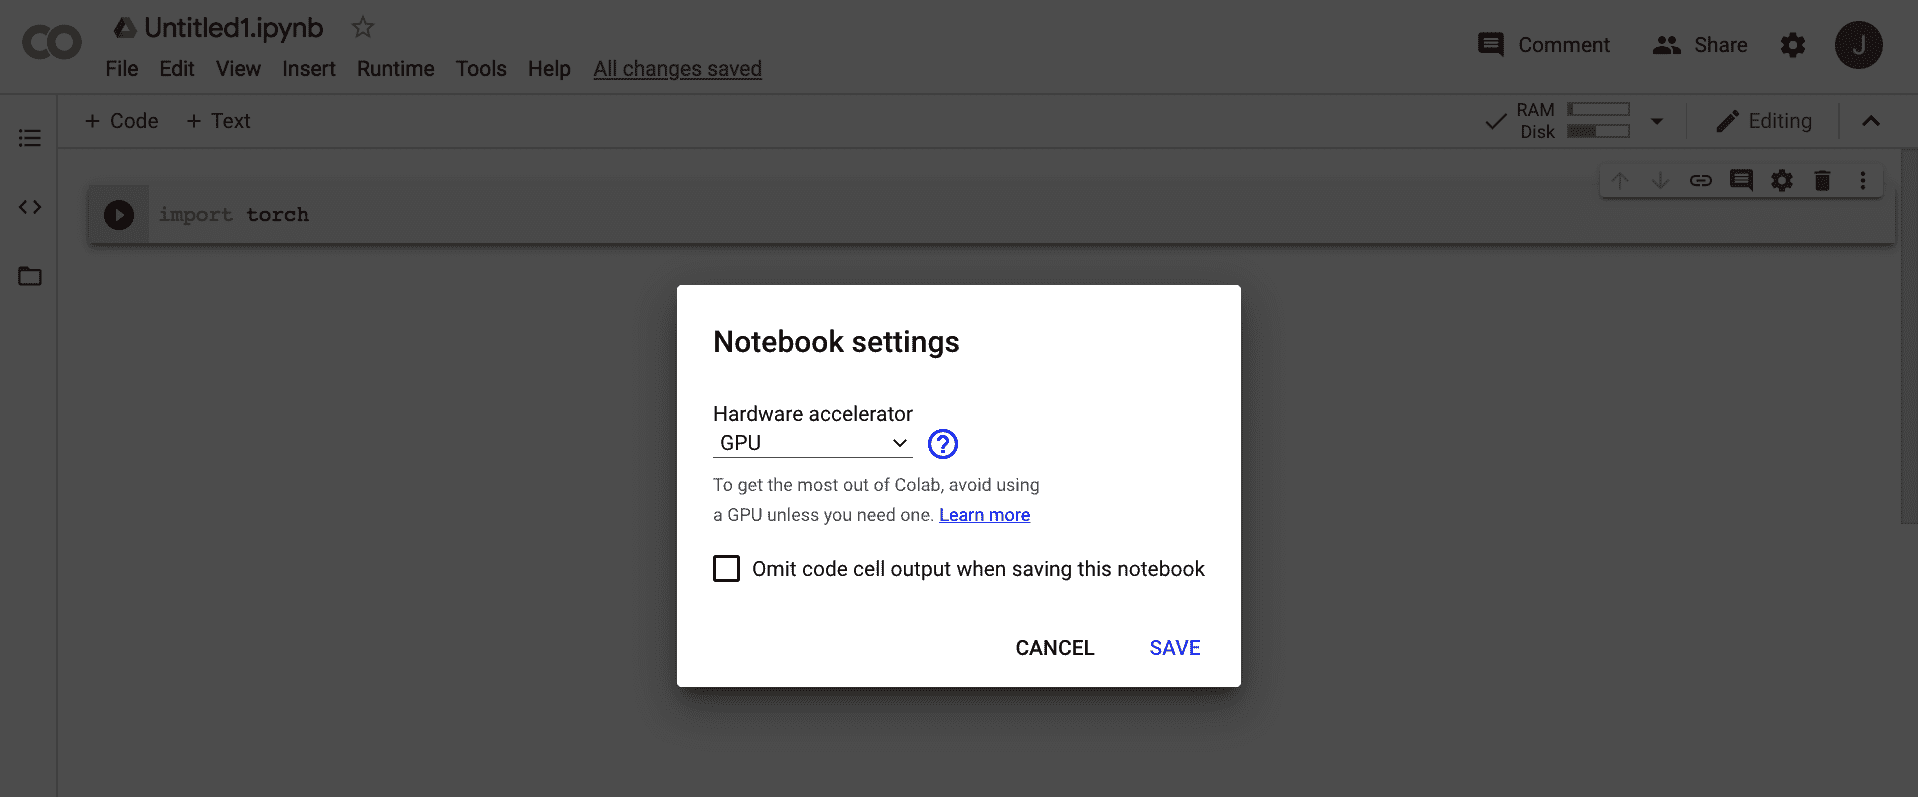 Untitled1.ipynb
Comment Share J
File Edit View Insert Runtime Tools Help All changes saved
+ Code + Text
RAM
Disk
Editing
import torch
Notebook settings
Hardware accelerator
GPU
?
To get the most out of Colab, avoid using
a GPU unless you need one. Learn more
Omit code cell output when saving this notebook
CANCEL SAVE